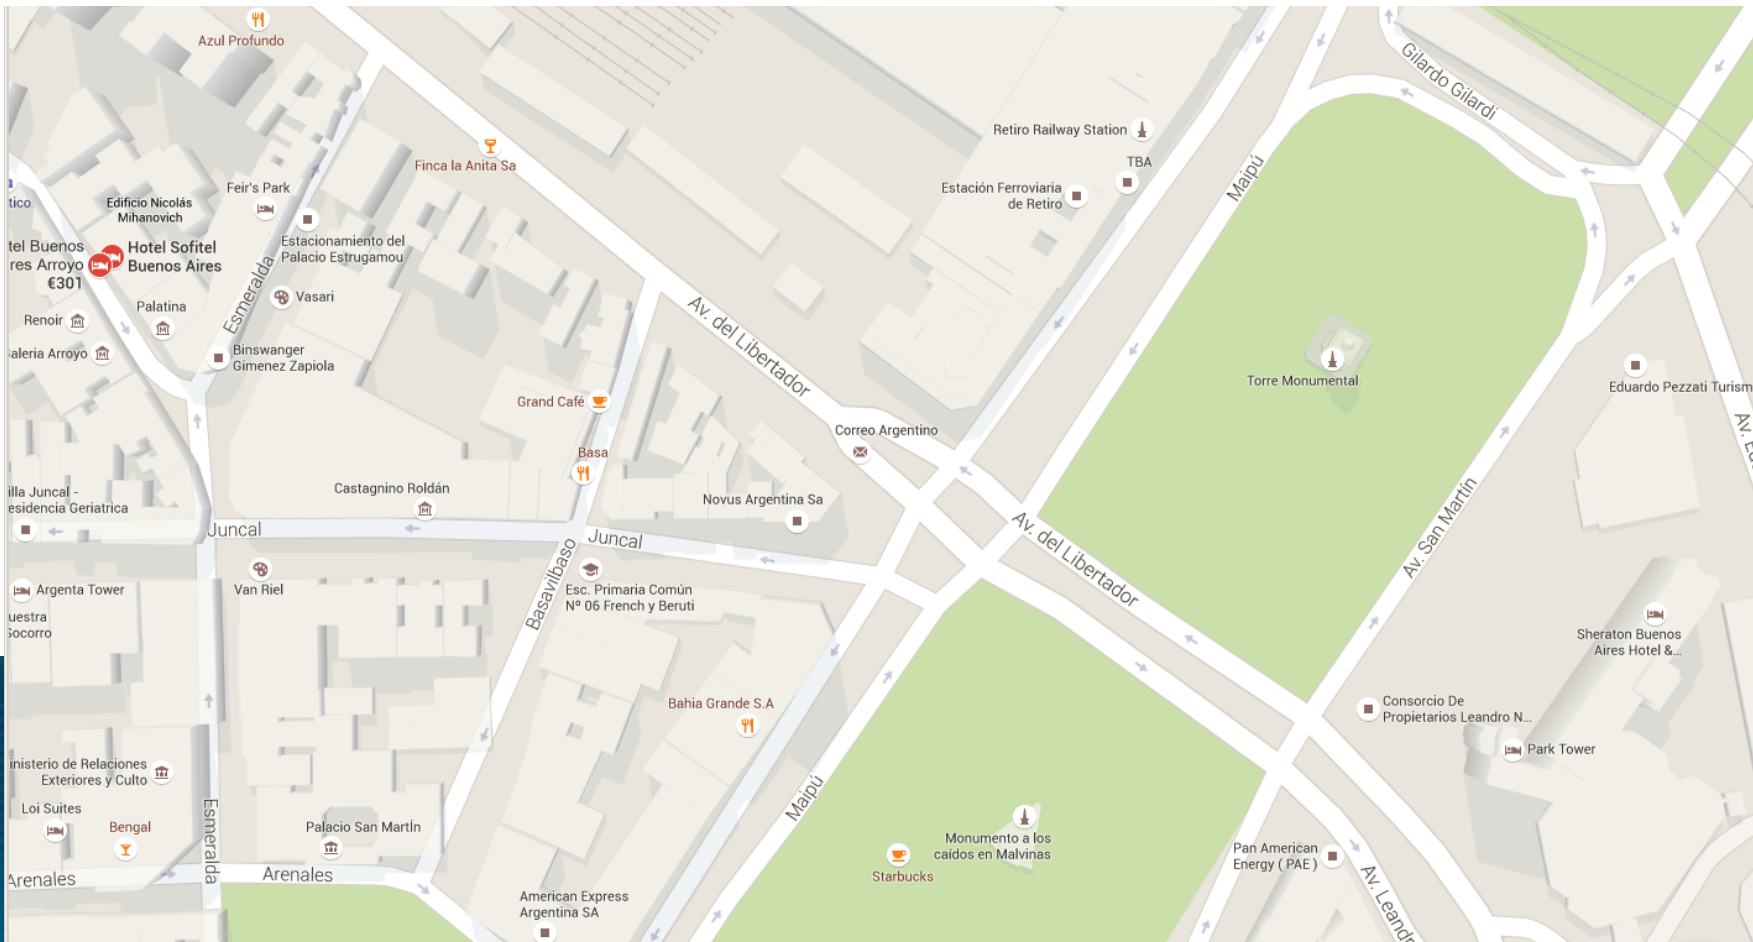 Azul Profundo
Gilardo Gilardi
Finca la Anita Sa
Retiro Railway Station
TBA
Estación Ferroviaria
de Retiro
Maipú
Feir's Park
Edificio Nicolás
Mihanovich
tico
Estacionamiento del
Palacio Estrugamou
tel Buenos
res Arroyo
€301
Hotel Sofitel
Buenos Aires
Esmeralda
Vasari
Palatina
Renoir
aleria Arroyo
Binswanger
Gimenez Zapiola
Av. del Libertador
Torre Monumental
Eduardo Pezzati Turism
Grand Café
Correo Argentino
Basa
Castagnino Roldán
Novus Argentina Sa
illa Juncal -
esidencia Geriatrica
Juncal
Juncal
Av. San Martín
Av. del Libertador
Basavilbaso
Argenta Tower
uestra
Socorro
Van Riel
Esc. Primaria Común
Nº 06 French y Beruti
Sheraton Buenos
Aires Hotel &...
Bahia Grande S.A
Consorcio De
Propietarios Leandro N...
Park Tower
inisterio de Relaciones
Exteriores y Culto
Loi Suites
Bengal
Esmeralda
Palacio San Martín
Maipú
Monumento a los
caídos en Malvinas
Starbucks
Pan American
Energy ( PAE )
Arenales
Arenales
American Express
Argentina SA
Av. Leandr